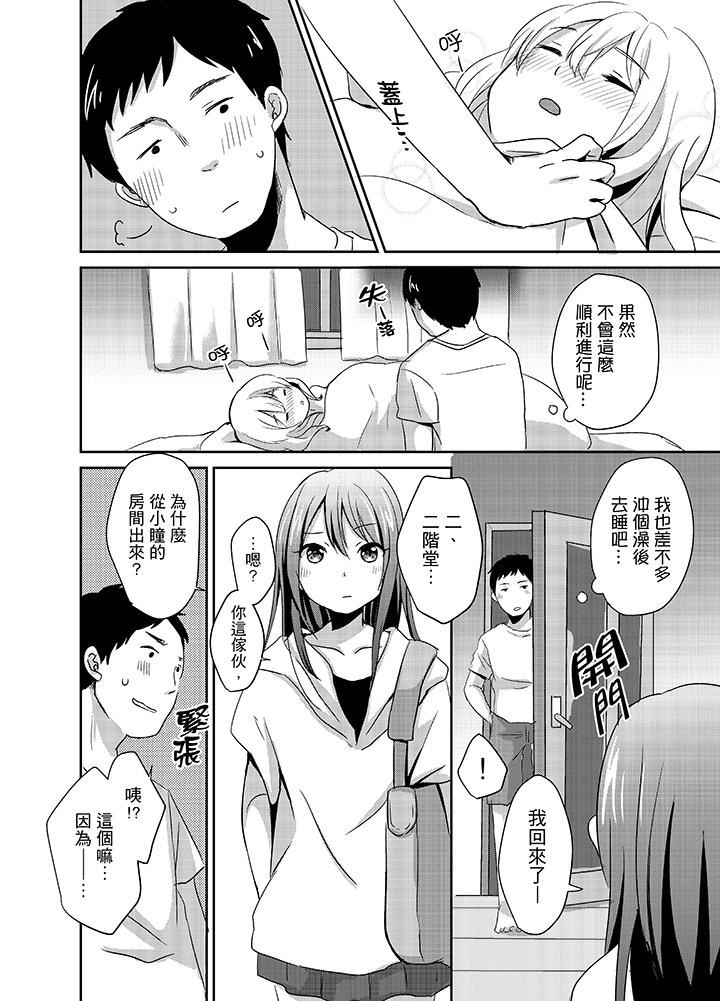 呼
蓋上…
果然
不會這麼
順利進行呢…
失—落
呼
呼
我也差不多
沖個澡後
去睡吧…
開門
！
我回來了—
二、
二階堂…
…嗯？
你這傢伙，
為什麼
從小瞳的
房間出來？
緊張
咦!?
這個嘛…
因為——…